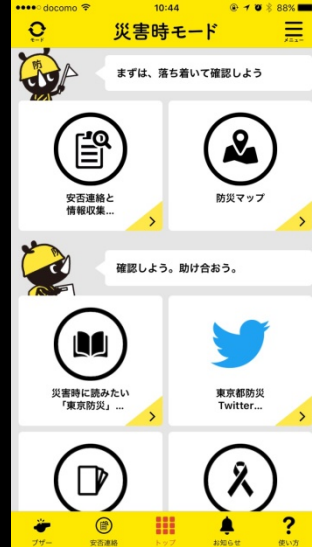 docomo 10:44 88%
災害時モード
モード
メニュー
防
まずは、落ち着いて確認しよう
安否連絡と
情報収集...
防災マップ
確認しよう。助け合おう。
災害時に読みたい
「東京防災」...
東京都防災
Twitter...
ブザー 安否連絡 トップ お知らせ 使い方